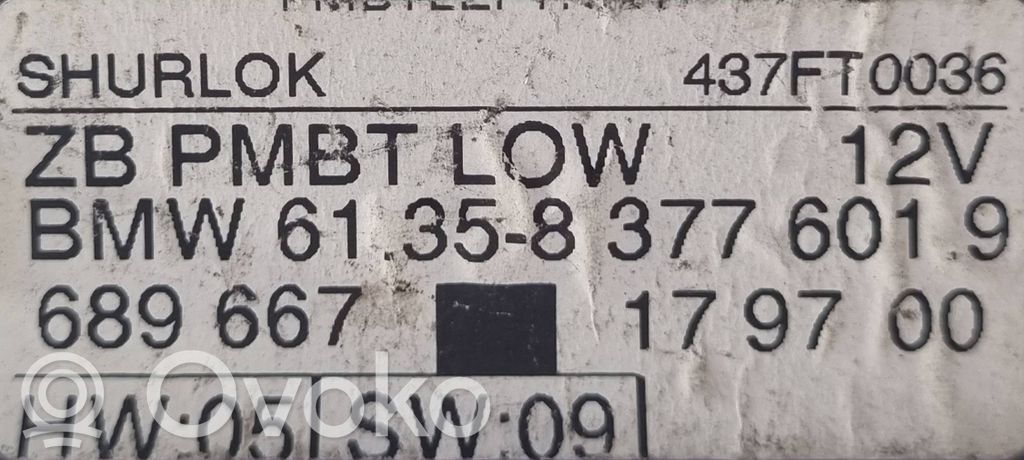 SHURLOK 437FT0036
ZB PMBT LOW 12V
BMW 61.35-8 377 601.9
689 667 17 97 00
HW:05 SW:09
Ovoko